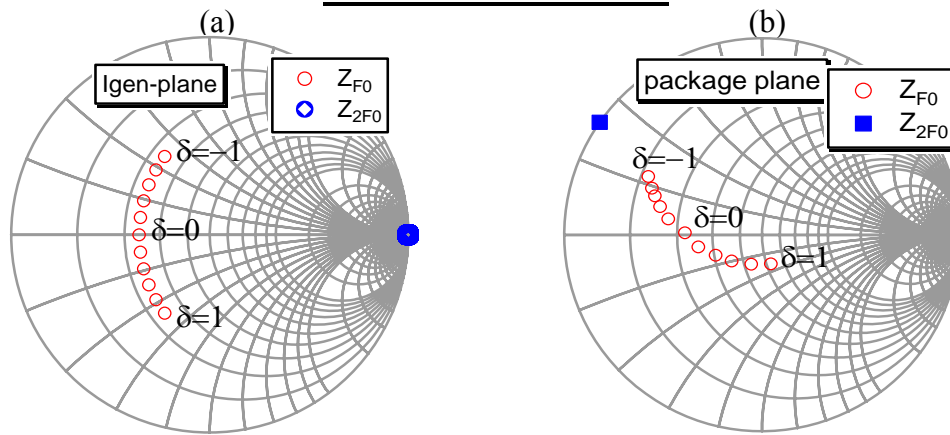 (a)
Igen-plane
Z_F0
Z_2F0
δ=−1
δ=0
δ=1
(b)
package plane
Z_F0
Z_2F0
δ=−1
δ=0
δ=1